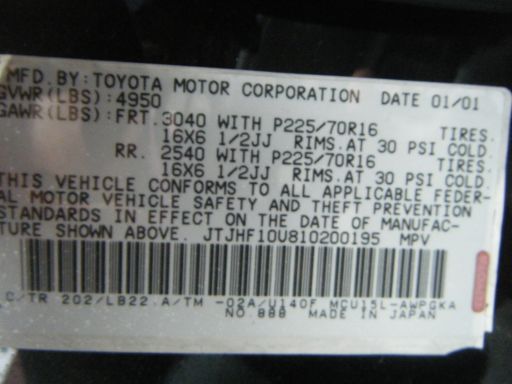 MFD. BY: TOYOTA MOTOR CORPORATION DATE 01/01
GVWR(LBS): 4950
GAWR(LBS): FRT. 3040 WITH P225/70R16 TIRES.
16X6 1/2JJ RIMS. AT 30 PSI COLD.
RR. 2540 WITH P225/70R16 TIRES.
16X6 1/2JJ RIMS. AT 30 PSI COLD.
THIS VEHICLE CONFORMS TO ALL APPLICABLE FEDER-
AL MOTOR VEHICLE SAFETY AND THEFT PREVENTION
STANDARDS IN EFFECT ON THE DATE OF MANUFAC-
TURE SHOWN ABOVE. JTJHF10U810200195 MPV
C/TR 202/LB22. A/TM -02A/U140F MCU15L-AWPGKA
NO 888 MADE IN JAPAN